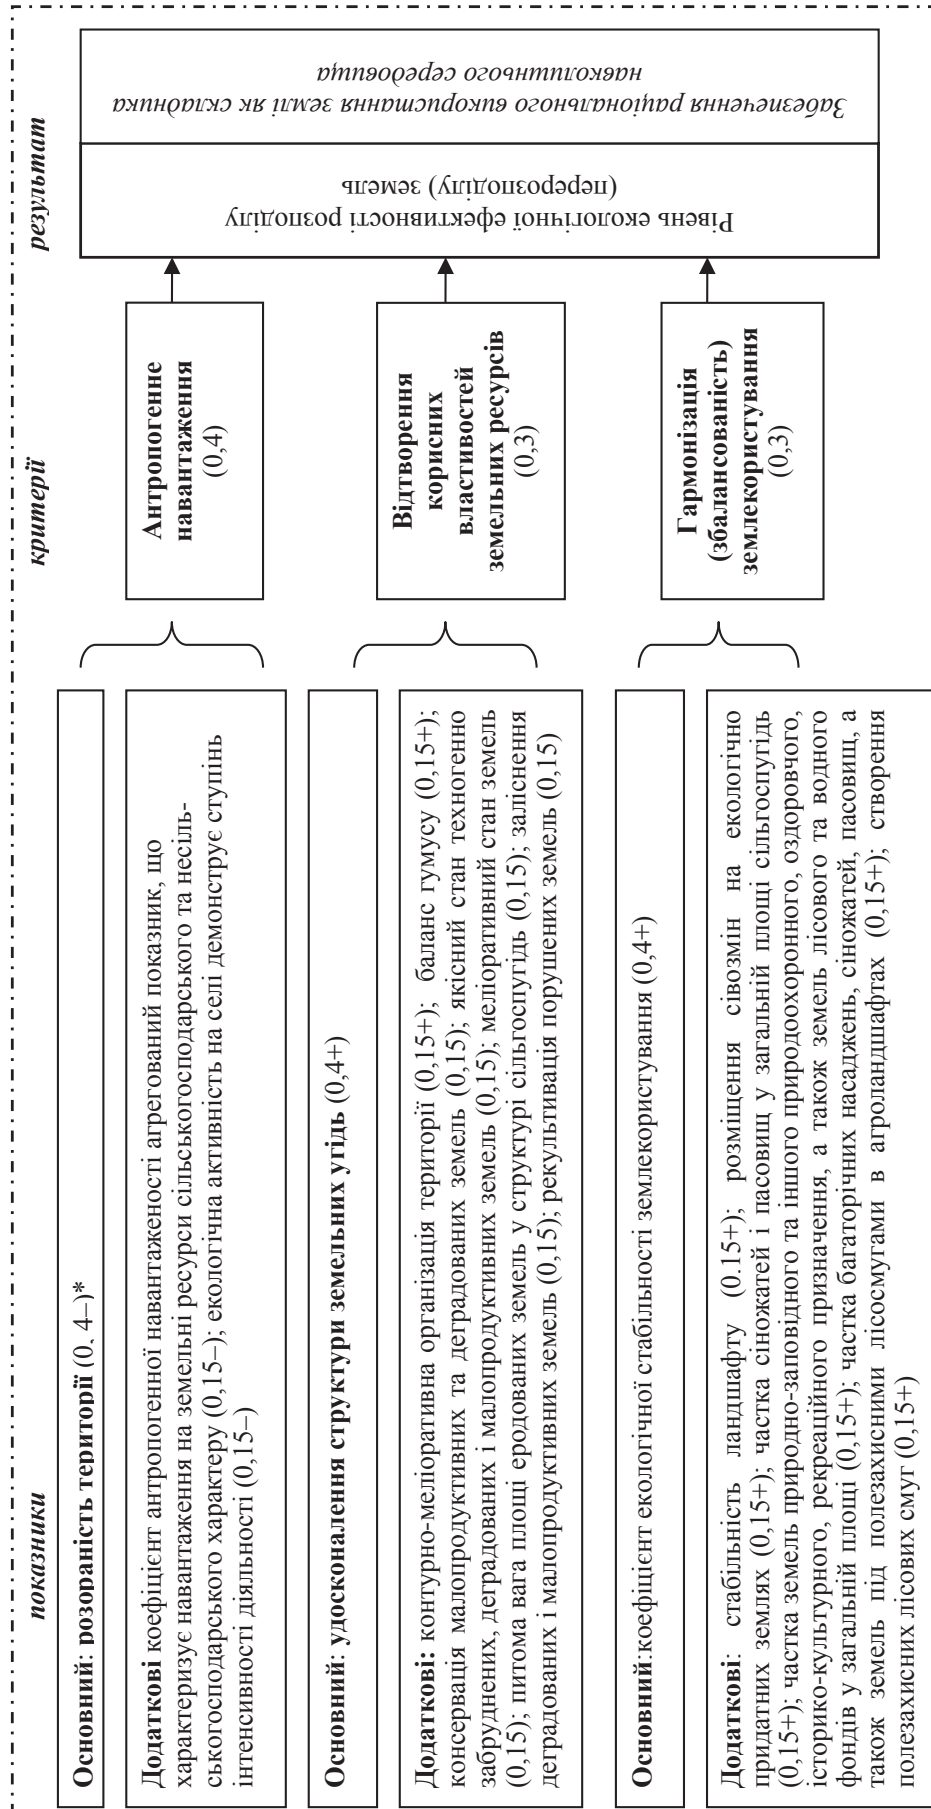 показники
критерії
результат
Основний: розораність території (0, 4–)*
Додаткові коефіцієнт антропогенної навантаженості агрегований показник, що
характеризує навантаження на земельні ресурси сільського­господарського та несіль-
ського­господарського характеру (0,15–); екологічна активність на селі демонструє ступінь
інтенсивності діяльності (0,15–)
Антропогенне
навантаження
(0,4)
Основний: удосконалення структури земельних угідь (0,4+)
Додаткові: контурно-меліоративна організація території (0,15+); баланс гумусу (0,15+);
консервація малопродуктивних та деградованих земель (0,15); якісний стан техногенно
забруднених, деградованих і малопродуктивних земель (0,15); меліоративний стан земель
(0,15); питома вага площі еродованих земель у структурі сільгоспугідь (0,15); заліснення
деградованих і малопродуктивних земель (0,15); рекультивація порушених земель (0,15)
Відтворення
корисних
властивостей
земельних ресурсів
(0,3)
Основний:коефіцієнт екологічної стабільності землекористування (0,4+)
Додаткові: стабільність ландшафту (0.15+); розміщення сівозмін на екологічно
придатних землях (0,15+); частка сіножатей і пасовищ у загальній площі сільгоспугідь
(0,15+); частка земель природно-заповідного та іншого природоохоронного, оздоровчого,
історико-культурного, рекреаційного призначення, а також земель лісового та водного
фондів у загальній площі (0,15+); частка багаторічних насаджень, сіножатей, пасовищ, а
також земель під полезахисними лісосмугами в агроландшафтах (0,15+); створення
полезахисних лісових смуг (0,15+)
Гармонізація
(збалансованість)
землекористування
(0,3)
Рівень екологічної ефективності розподілу
(перерозподілу) земель
Забезпечення раціонального використання землі як складника
навколишнього середовища